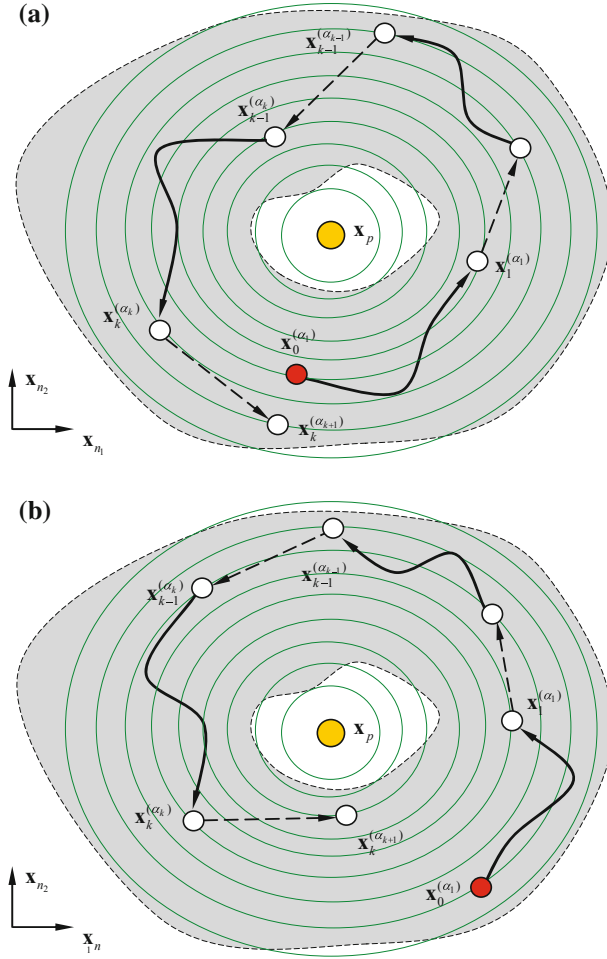 (a)
x_{k-1}^{(α_{k-1})}
x_{k-1}^{(α_k)}
x_p
x_1^{(α_1)}
x_k^{(α_k)}
x_0^{(α_1)}
x_{n_2}
x_k^{(α_{k+1})}
x_{n_1}
(b)
x_{k-1}^{(α_{k-1})}
x_{k-1}^{(α_k)}
x_1^{(α_1)}
x_p
x_k^{(α_k)}
x_k^{(α_{k+1})}
x_{n_2}
x_0^{(α_1)}
x_{1 n}